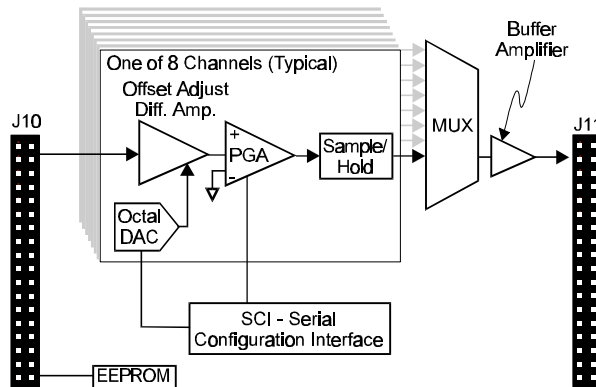 One of 8 Channels (Typical)
Buffer
Amplifier
Offset Adjust
Diff. Amp.
J10
J11
+
PGA
-
Sample/
Hold
MUX
Octal
DAC
SCI - Serial
Configuration Interface
EEPROM